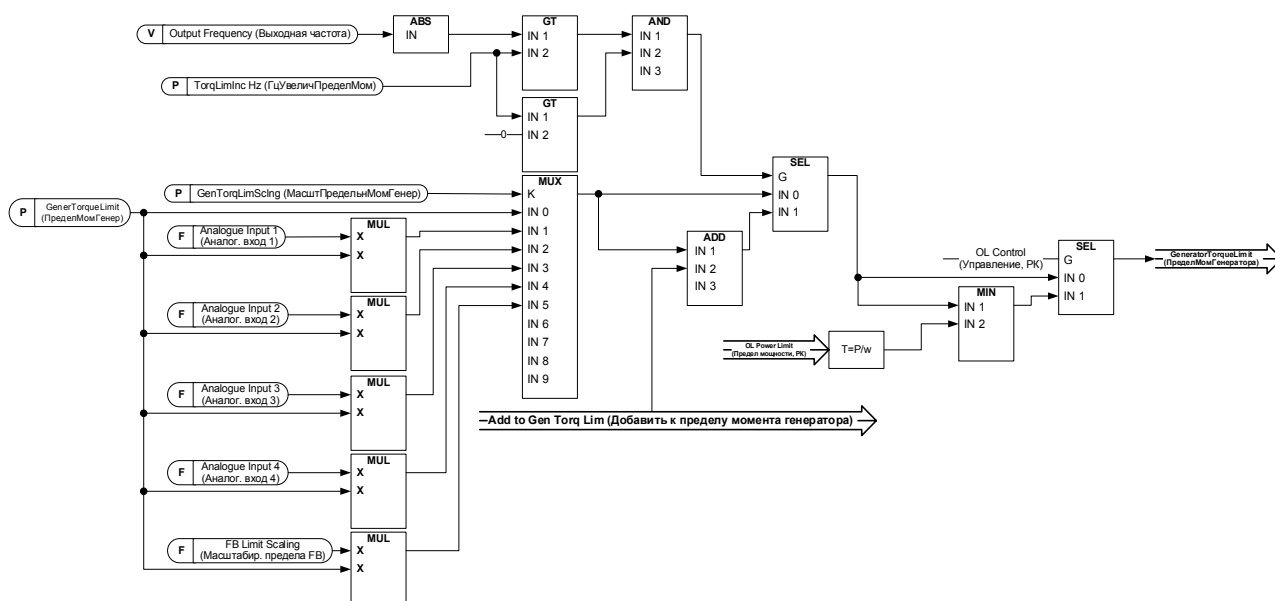 V Output Frequency (Выходная частота)
ABS
IN
GT
IN 1
IN 2
AND
IN 1
IN 2
IN 3
P TorqLimInc Hz (ГцУвеличПределМом)
GT
IN 1
0 IN 2
P GenTorqLimSclng (МасштПредельнМомГенер)
MUX
K
IN 0
IN 1
IN 2
IN 3
IN 4
IN 5
IN 6
IN 7
IN 8
IN 9
SEL
G
IN 0
IN 1
P GenerTorqueLimit
(ПределМомГенер)
F Analogue Input 1
(Аналог. вход 1)
MUL
X
X
ADD
IN 1
IN 2
IN 3
OL Control
(Управление, РК)
SEL
G
IN 0
IN 1
GeneratorTorqueLimit
(ПределМомГенератора)
F Analogue Input 2
(Аналог. вход 2)
MUL
X
X
MIN
IN 1
IN 2
OL Power Limit
(Предел мощности, РК)
T=P/w
F Analogue Input 3
(Аналог. вход 3)
MUL
X
X
Add to Gen Torq Lim (Добавить к пределу момента генератора)
F Analogue Input 4
(Аналог. вход 4)
MUL
X
X
F FB Limit Scaling
(Масштабир. предела FB)
MUL
X
X